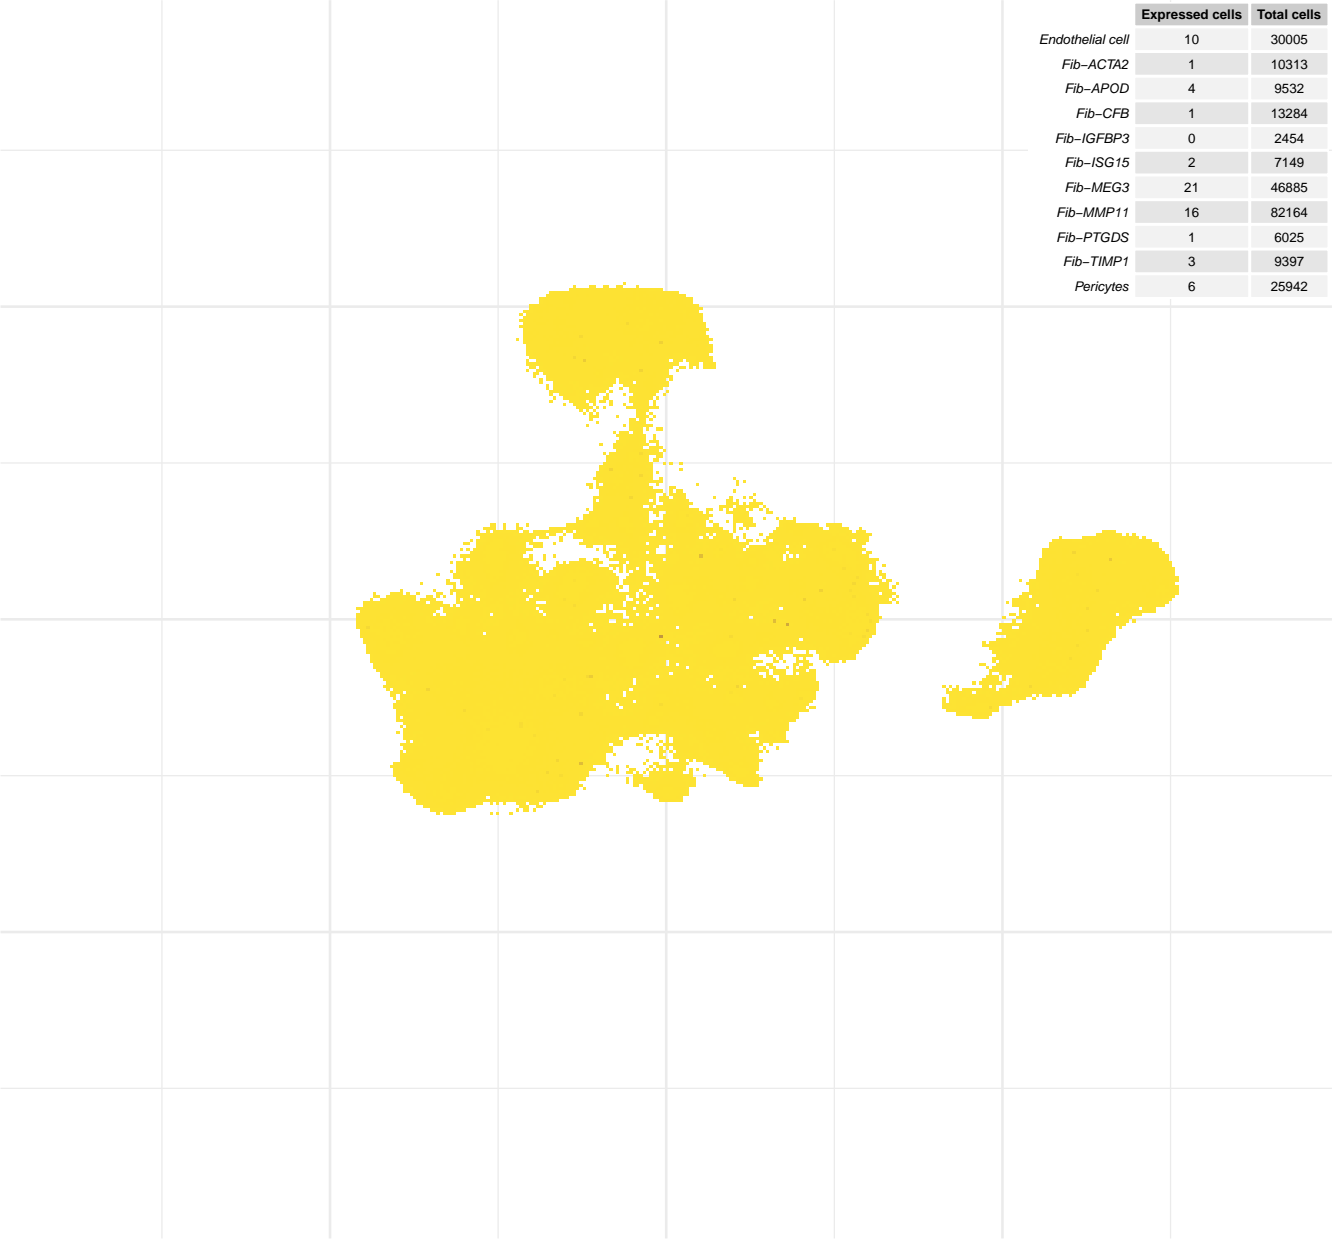 Expressed cells Total cells
Endothelial cell 10 30005
Fib−ACTA2 1 10313
Fib−APOD 4 9532
Fib−CFB 1 13284
Fib−IGFBP3 0 2454
Fib−ISG15 2 7149
Fib−MEG3 21 46885
Fib−MMP11 16 82164
Fib−PTGDS 1 6025
Fib−TIMP1 3 9397
Pericytes 6 25942